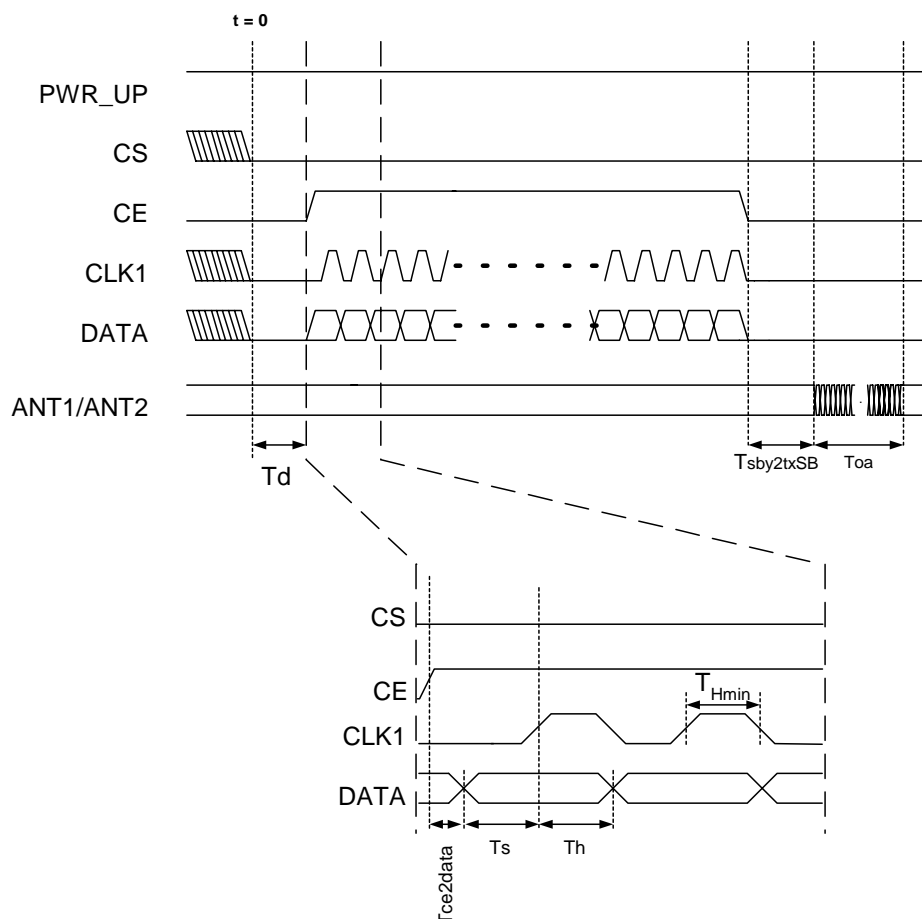 t = 0
PWR_UP
CS
CE
CLK1
DATA
ANT1/ANT2
Td
Tsby2txSB
Toa
CS
CE
THmin
CLK1
DATA
Tce2data
Ts
Th